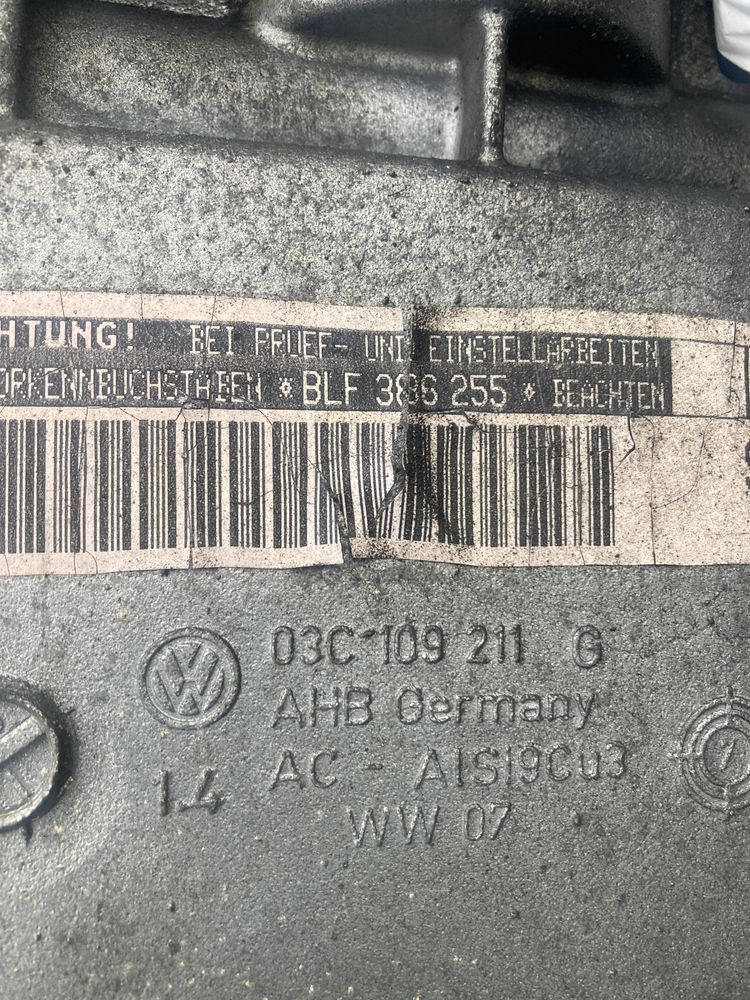 HTUNG! BEI PRUEF- UND EINSTELLARBEITEN
ORKENNBUCHSTABEN * BLF 386 255 * BEACHTEN
VW 03C 109 211 G
AHB Germany
1.4 AC - AlSi9Cu3
WW 07